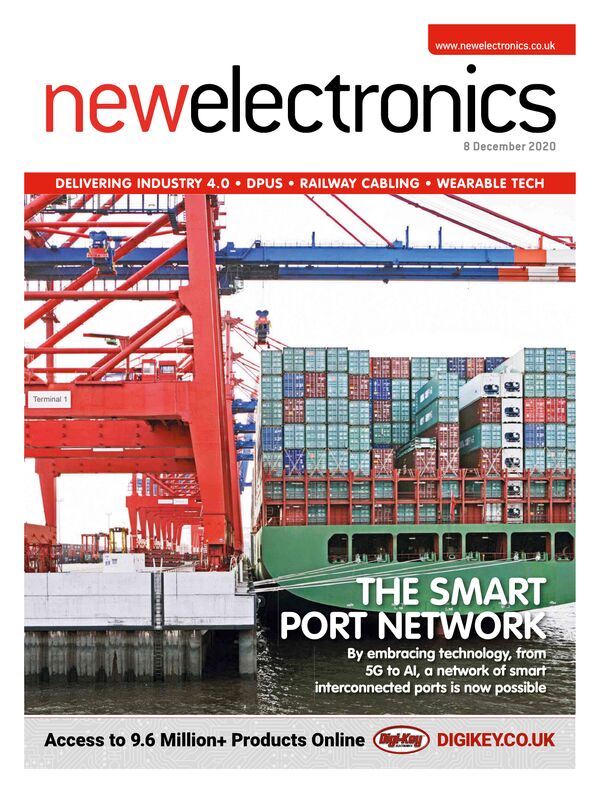 www.newelectronics.co.uk
newelectronics
8 December 2020
DELIVERING INDUSTRY 4.0 • DPUS • RAILWAY CABLING • WEARABLE TECH
Terminal 1
THE SMART
PORT NETWORK
By embracing technology, from
5G to AI, a network of smart
interconnected ports is now possible
Access to 9.6 Million+ Products Online Digi-Key ELECTRONICS DIGIKEY.CO.UK